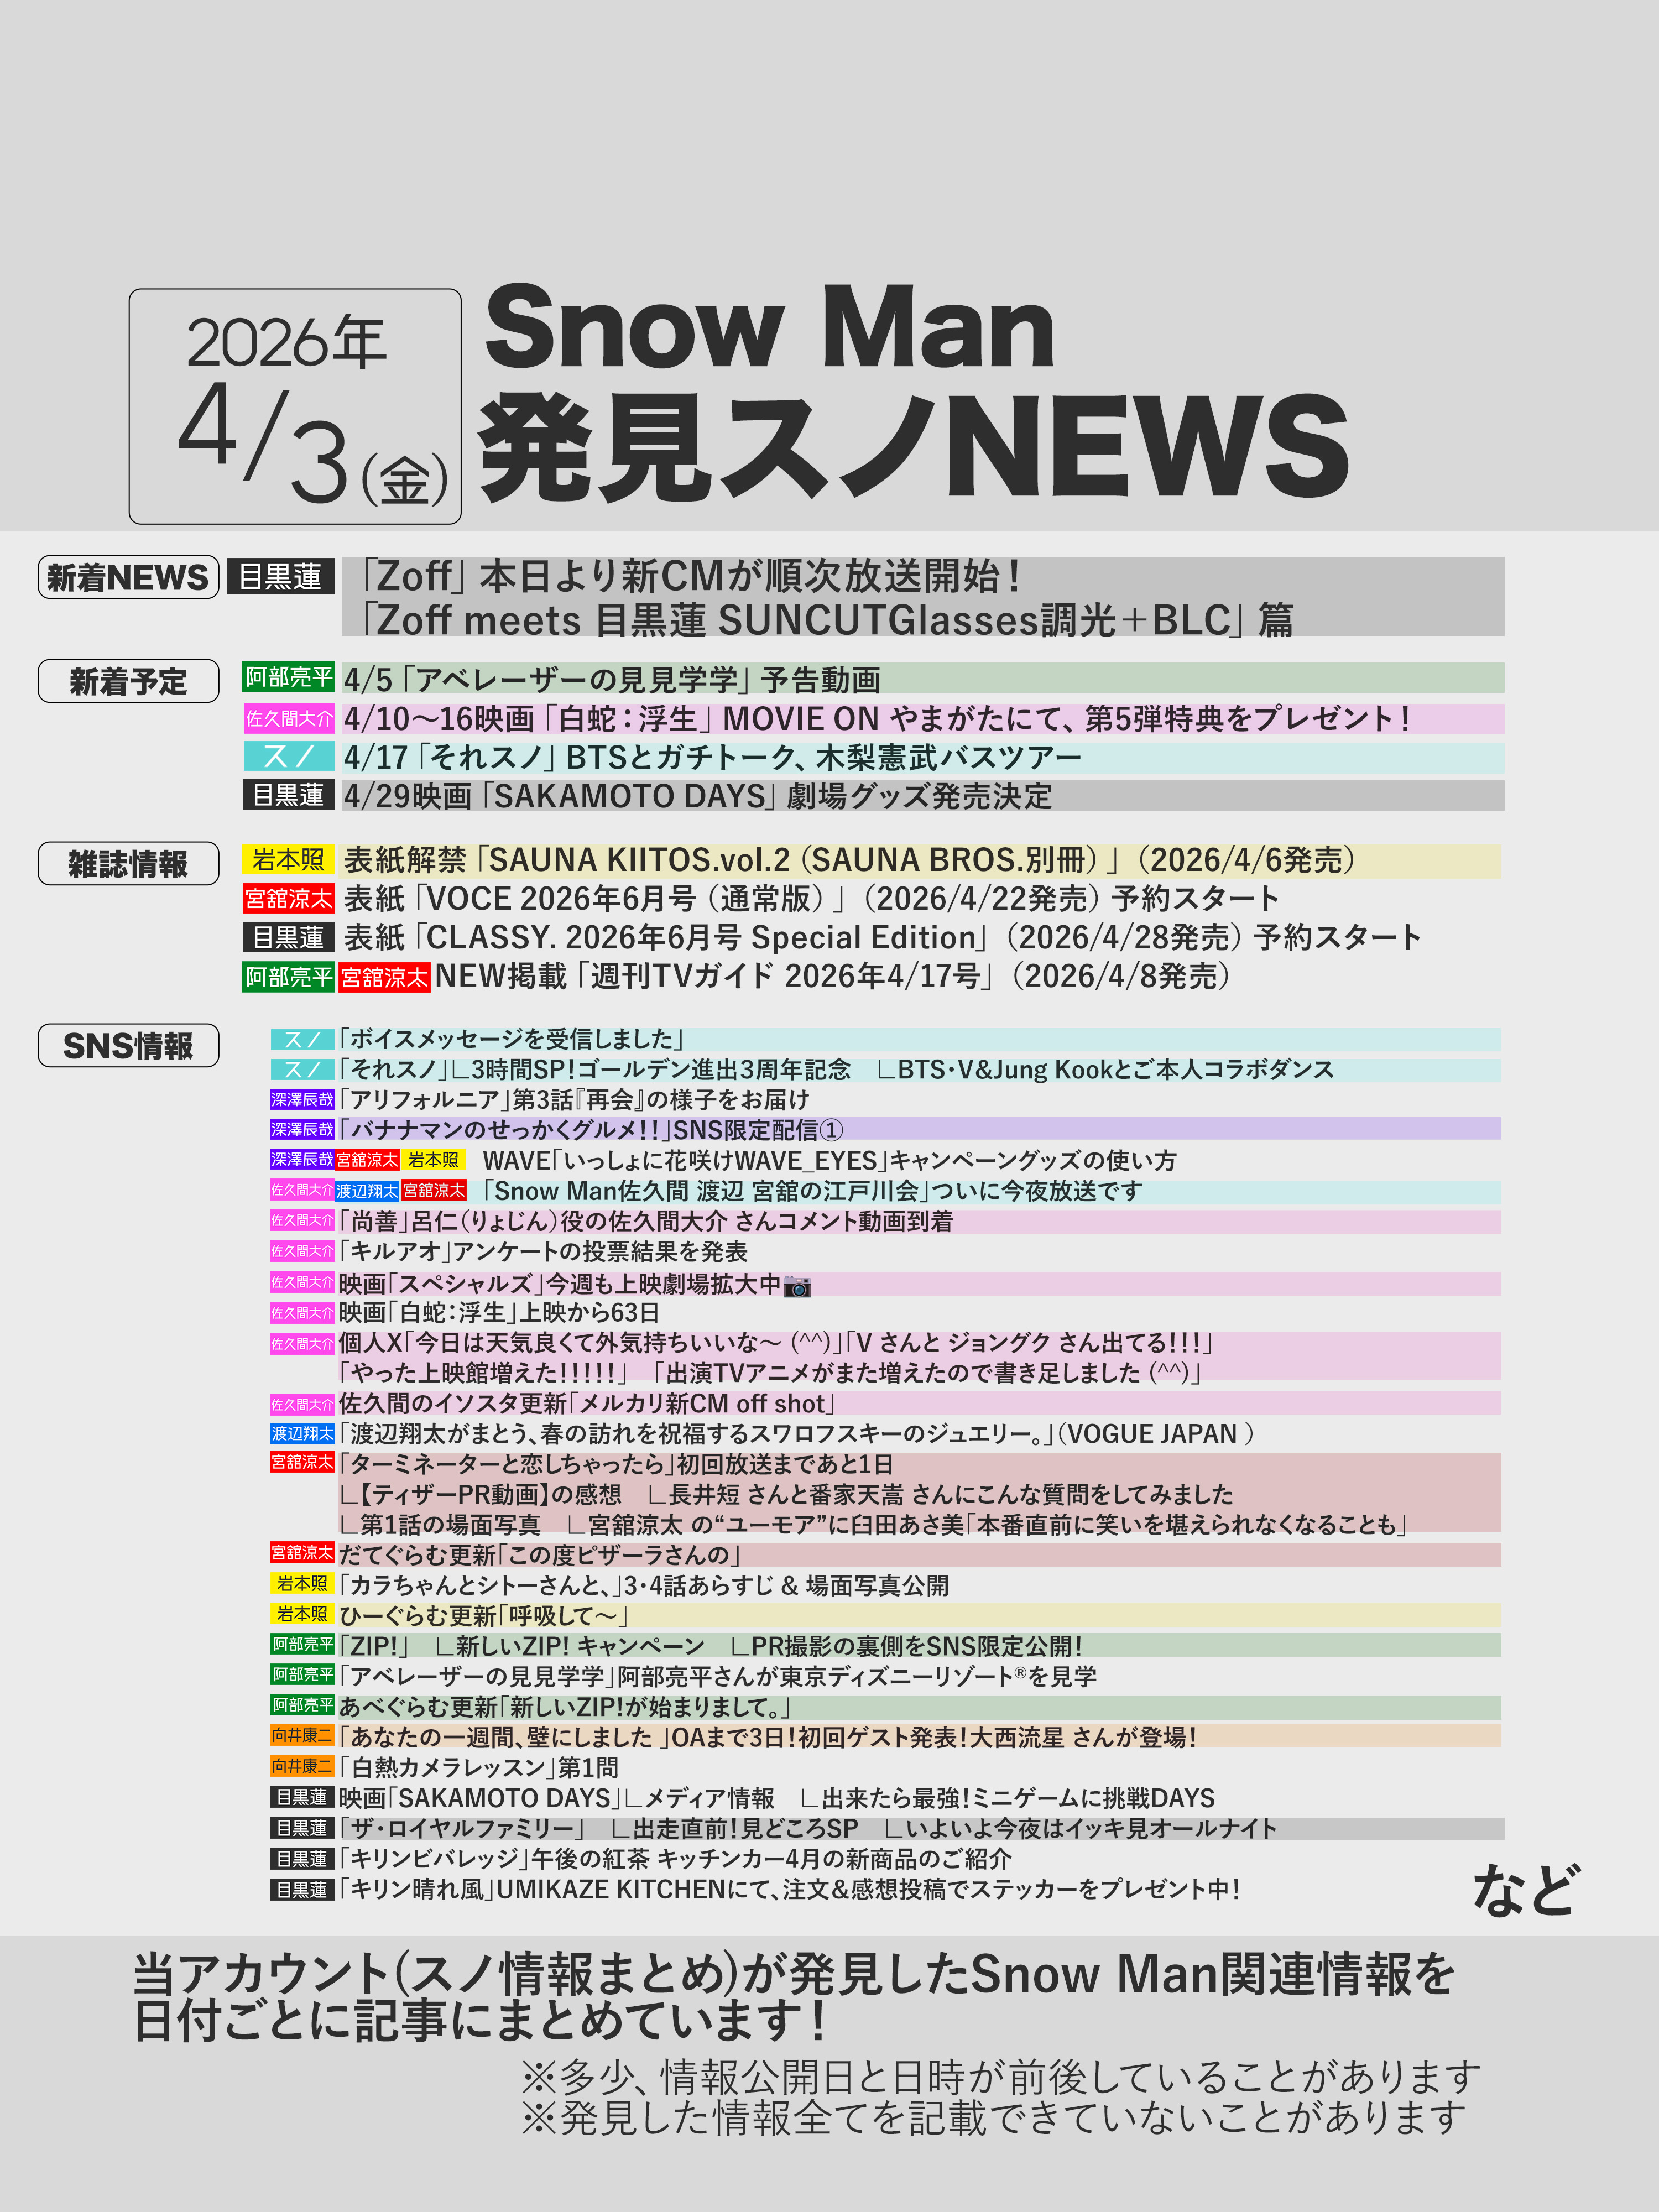 2026年
4/3(金)
Snow Man
発見スノNEWS
新着NEWS 目黒蓮 「Zoff」本日より新CMが順次放送開始！
「Zoff meets 目黒蓮 SUNCUTGlasses調光＋BLC」篇
新着予定 阿部亮平 4/5「アベレーザーの見見学学」予告動画
佐久間大介 4/10〜16映画「白蛇：浮生」MOVIE ON やまがたにて、第5弾特典をプレゼント！
スノ 4/17「それスノ」BTSとガチトーク、木梨憲武バスツアー
目黒蓮 4/29映画「SAKAMOTO DAYS」劇場グッズ発売決定
雑誌情報 岩本照 表紙解禁「SAUNA KIITOS.vol.2（SAUNA BROS.別冊）」（2026/4/6発売）
宮舘涼太 表紙「VOCE 2026年6月号（通常版）」（2026/4/22発売）予約スタート
目黒蓮 表紙「CLASSY. 2026年6月号 Special Edition」（2026/4/28発売）予約スタート
阿部亮平 宮舘涼太 NEW掲載「週刊TVガイド 2026年4/17号」（2026/4/8発売）
SNS情報 スノ 「ボイスメッセージを受信しました」
スノ 「それスノ」∟3時間SP！ゴールデン進出3周年記念　∟BTS・V&Jung Kookとご本人コラボダンス
深澤辰哉 「アリフォルニア」第3話『再会』の様子をお届け
深澤辰哉 「バナナマンのせっかくグルメ！！」SNS限定配信①
深澤辰哉 宮舘涼太 岩本照 WAVE「いっしょに花咲けWAVE_EYES」キャンペーングッズの使い方
佐久間大介 渡辺翔太 宮舘涼太 「Snow Man佐久間 渡辺 宮舘の江戸川会」ついに今夜放送です
佐久間大介 「尚善」呂仁（りょじん）役の佐久間大介 さんコメント動画到着
佐久間大介 「キルアオ」アンケートの投票結果を発表
佐久間大介 映画「スペシャルズ」今週も上映劇場拡大中📷
佐久間大介 映画「白蛇：浮生」上映から63日
佐久間大介 個人X「今日は天気良くて外気持ちいいな〜 (^^)」「V さんと ジョングク さん出てる！！！」
「やった上映館増えた！！！！！」　「出演TVアニメがまた増えたので書き足しました (^^)」
佐久間大介 佐久間のイソスタ更新「メルカリ新CM off shot」
渡辺翔太 「渡辺翔太がまとう、春の訪れを祝福するスワロフスキーのジュエリー。」（VOGUE JAPAN ）
宮舘涼太 「ターミネーターと恋しちゃったら」初回放送まであと1日
∟【ティザーPR動画】の感想　∟長井短 さんと番家天嵩 さんにこんな質問をしてみました
∟第1話の場面写真　∟宮舘涼太 の“ユーモア”に臼田あさ美「本番直前に笑いを堪えられなくなることも」
宮舘涼太 だてぐらむ更新「この度ピザーラさんの」
岩本照 「カラちゃんとシトーさんと、」3・4話あらすじ & 場面写真公開
岩本照 ひーぐらむ更新「呼吸して〜」
阿部亮平 「ZIP!」　∟新しいZIP! キャンペーン　∟PR撮影の裏側をSNS限定公開！
阿部亮平 「アベレーザーの見見学学」阿部亮平さんが東京ディズニーリゾート®を見学
阿部亮平 あべぐらむ更新「新しいZIP!が始まりまして。」
向井康二 「あなたの一週間、壁にしました 」OAまで3日！初回ゲスト発表！大西流星 さんが登場！
向井康二 「白熱カメラレッスン」第1問
目黒蓮 映画「SAKAMOTO DAYS」∟メディア情報　∟出来たら最強！ミニゲームに挑戦DAYS
目黒蓮 「ザ・ロイヤルファミリー」　∟出走直前！見どころSP　∟いよいよ今夜はイッキ見オールナイト
目黒蓮 「キリンビバレッジ」午後の紅茶 キッチンカー4月の新商品のご紹介
目黒蓮 「キリン晴れ風」UMIKAZE KITCHENにて、注文＆感想投稿でステッカーをプレゼント中！
など
当アカウント(スノ情報まとめ)が発見したSnow Man関連情報を
日付ごとに記事にまとめています！
※多少、情報公開日と日時が前後していることがあります
※発見した情報全てを記載できていないことがあります